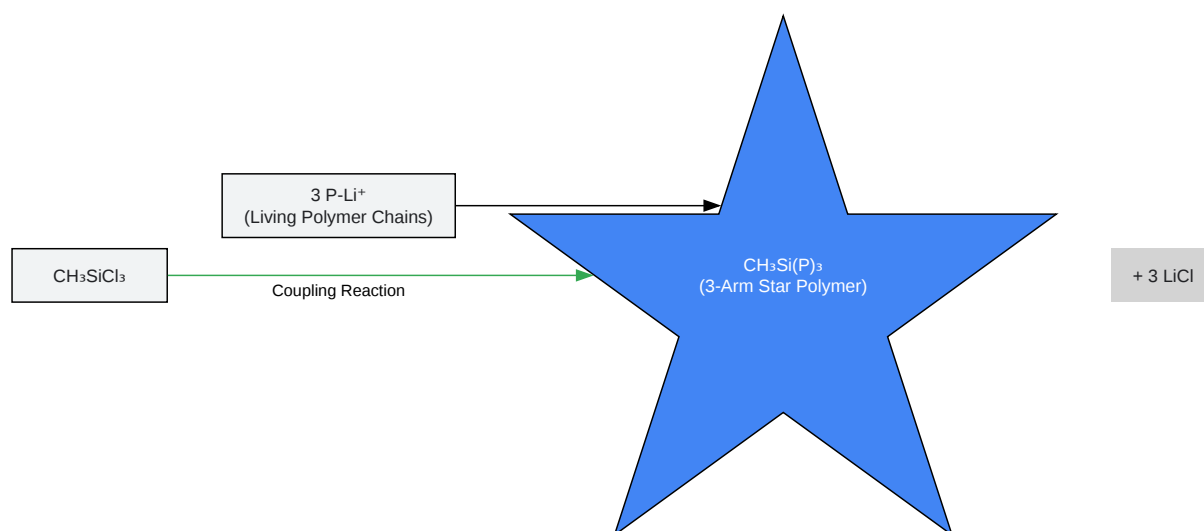 3 P-Li⁺
(Living Polymer Chains)
CH₃SiCl₃
Coupling Reaction
CH₃Si(P)₃
(3-Arm Star Polymer)
+ 3 LiCl